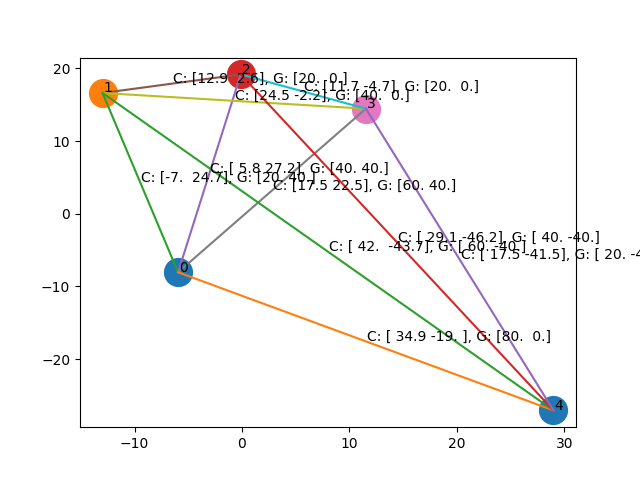 20
10
0
−10
−20
−10
0
10
20
30
0
1
2
3
4
C: [12.9  2.6], G: [20.  0.]
C: [11.7 -4.7], G: [20.  0.]
C: [24.5 -2.2], G: [40.  0.]
C: [ 5.8 27.2], G: [40. 40.]
C: [-7.  24.7], G: [20. 40.]
C: [17.5 22.5], G: [60. 40.]
C: [ 29.1 -46.2], G: [ 40. -40.]
C: [ 42.  -43.7], G: [ 60. -40.]
C: [ 17.5 -41.5], G: [ 20. -4
C: [ 34.9 -19. ], G: [80.  0.]